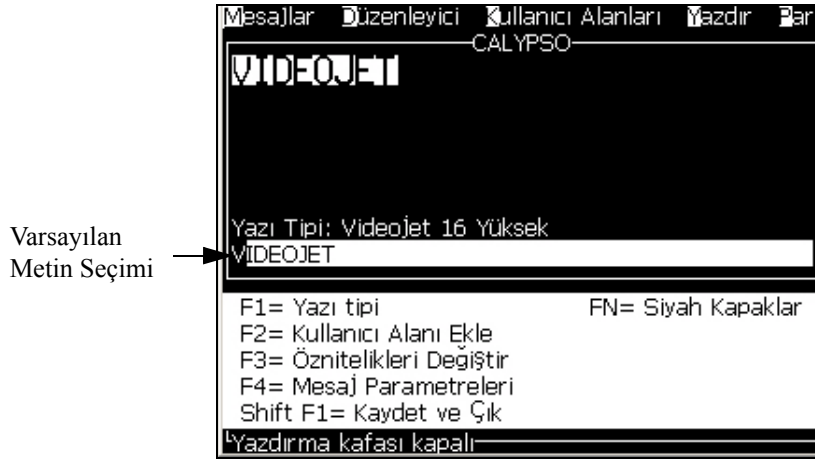 Mesajlar Düzenleyici Kullanıcı Alanları Yazdır Par
CALYPSO
VIDEOJET
Yazı Tipi: Videojet 16 Yüksek
Varsayılan
Metin Seçimi
VIDEOJET
F1= Yazı tipi FN= Siyah Kapaklar
F2= Kullanıcı Alanı Ekle
F3= Öznitelikleri Değiştir
F4= Mesaj Parametreleri
Shift F1= Kaydet ve Çık
Yazdırma kafası kapalı